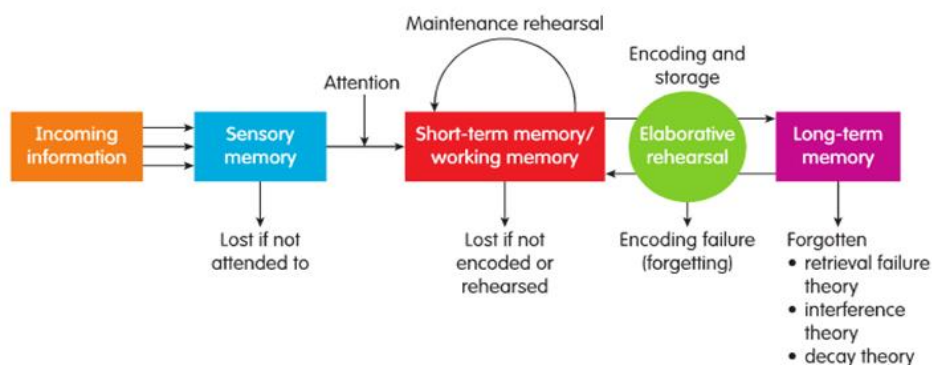 Maintenance rehearsal
Encoding and
storage
Attention
Incoming
information
Sensory
memory
Short-term memory/
working memory
Elaborative
rehearsal
Long-term
memory
Lost if not
attended to
Lost if not
encoded or
rehearsed
Encoding failure
(forgetting)
Forgotten
• retrieval failure
theory
• interference
theory
• decay theory